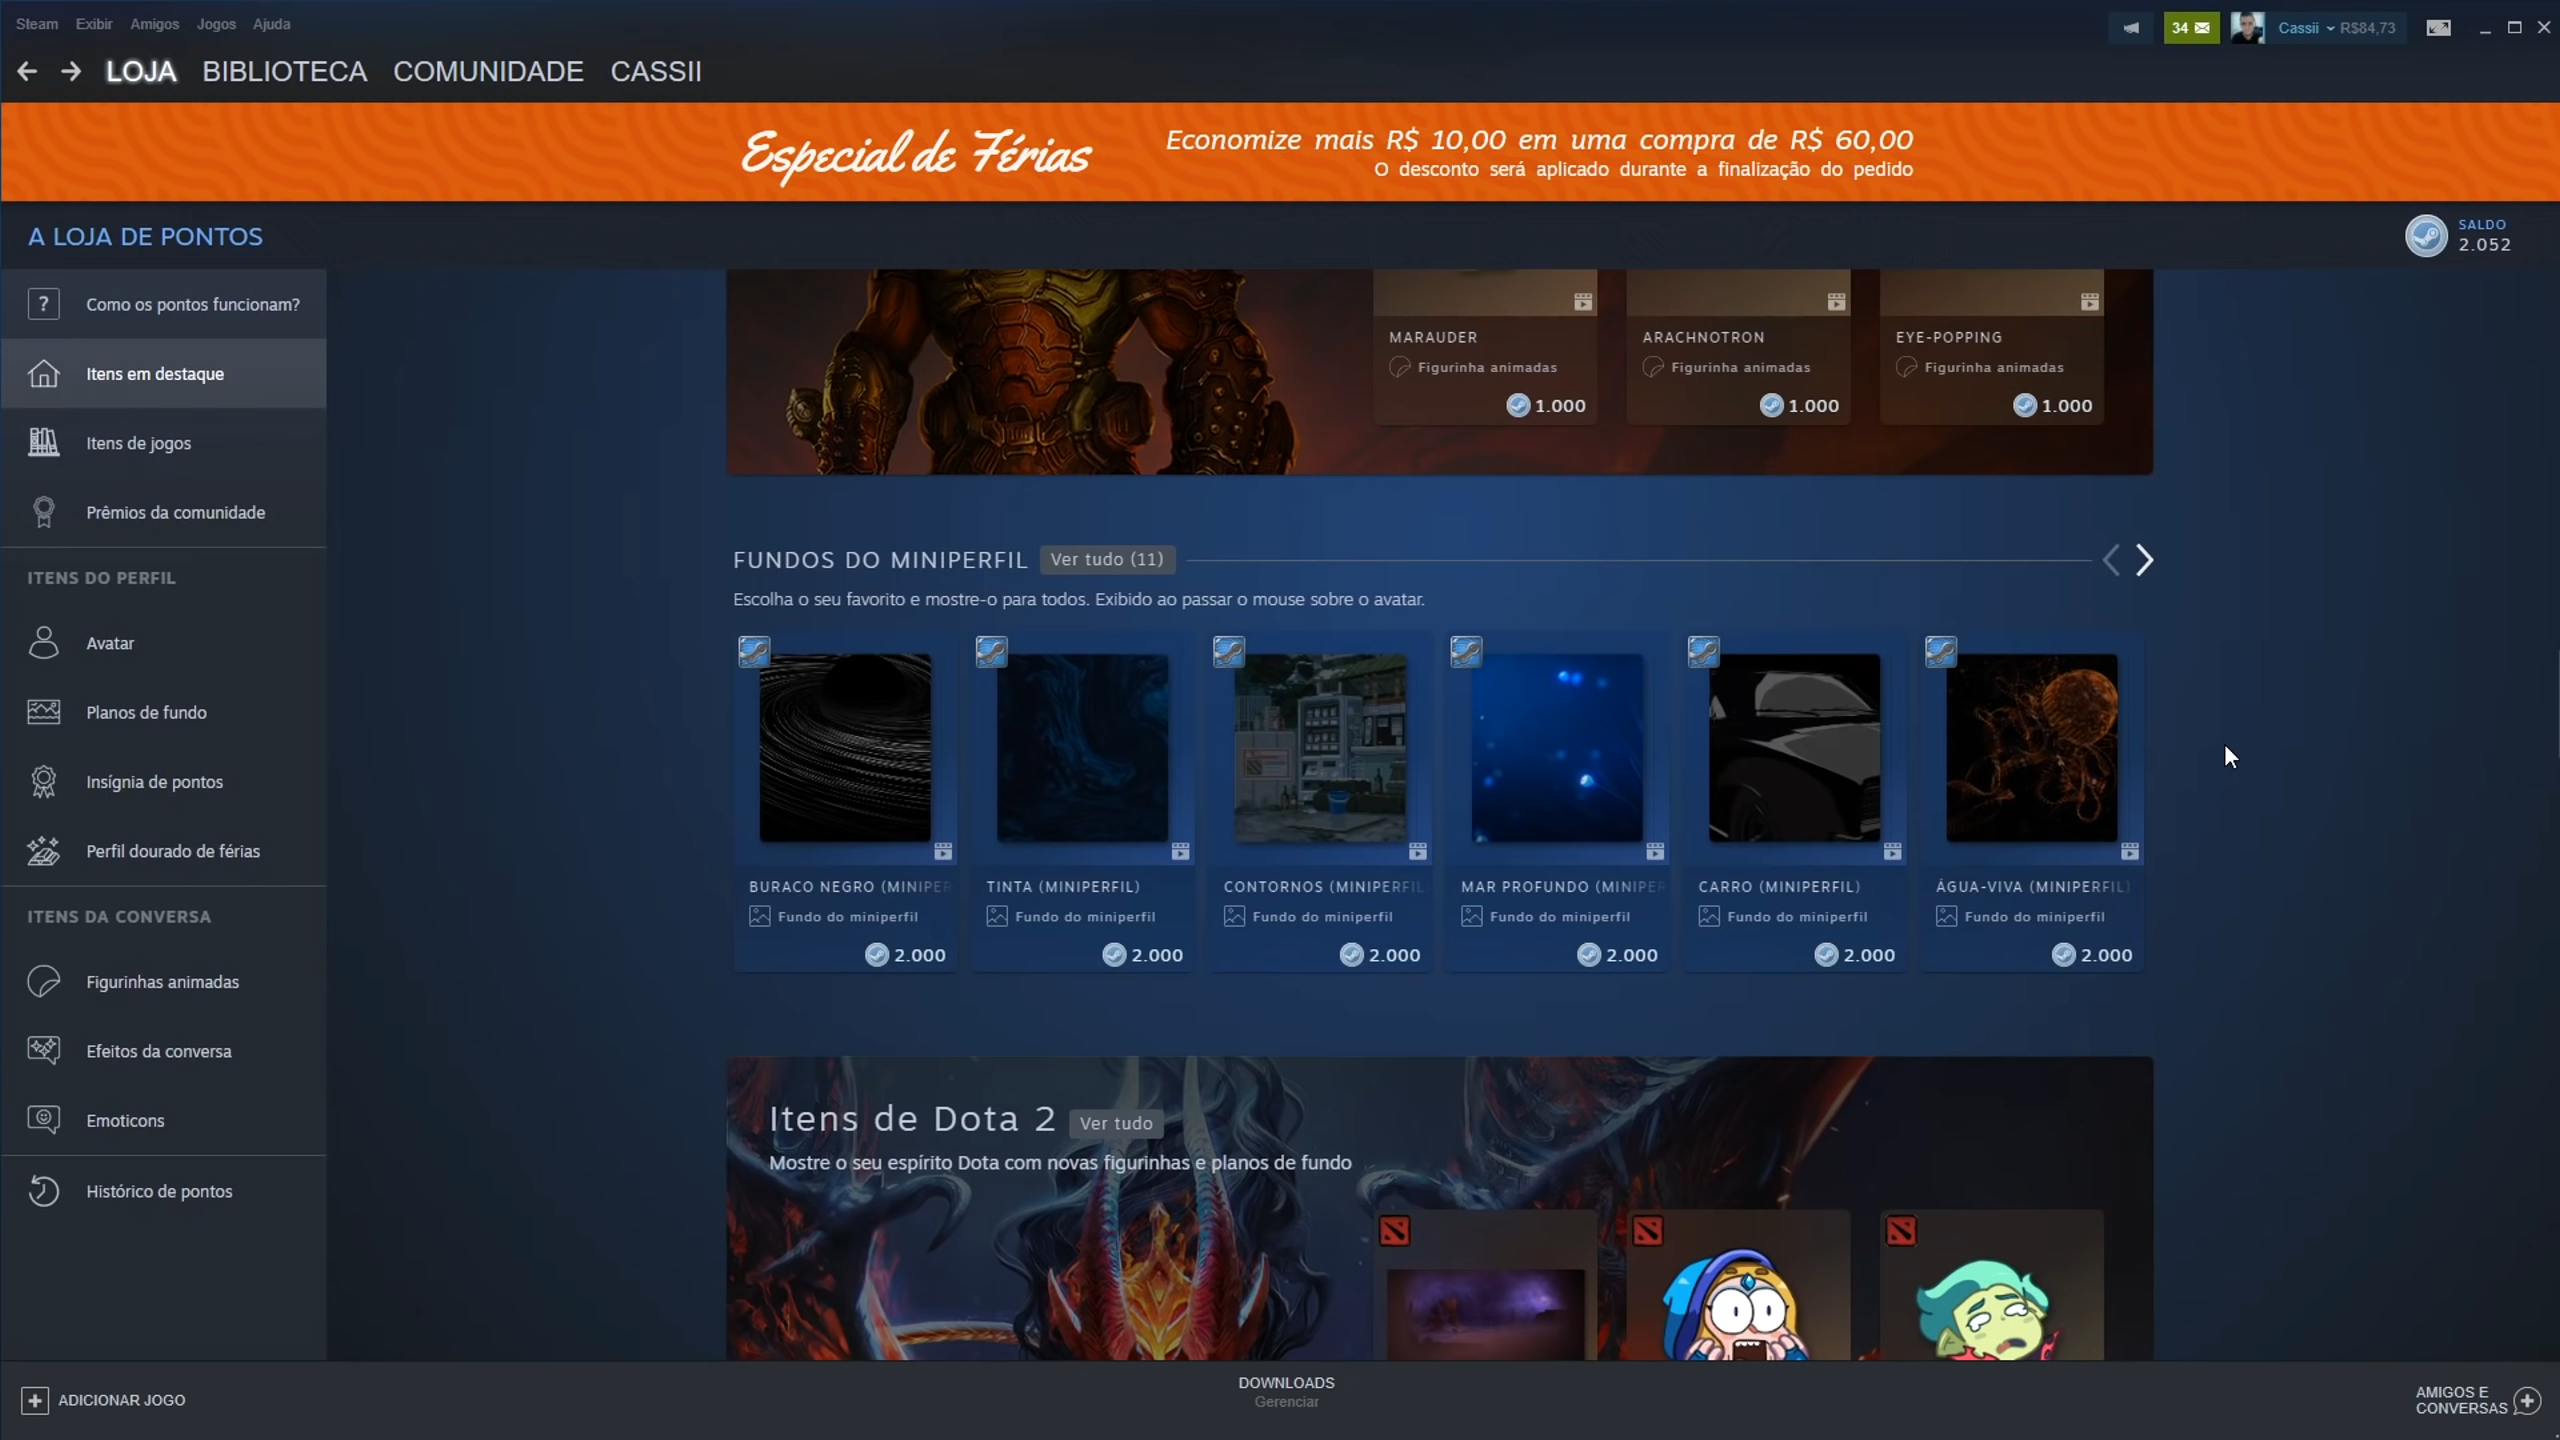 Steam Exibir Amigos Jogos Ajuda
34 Cassii R$84,73
LOJA BIBLIOTECA COMUNIDADE CASSII
Especial de Férias
Economize mais R$ 10,00 em uma compra de R$ 60,00
O desconto será aplicado durante a finalização do pedido
A LOJA DE PONTOS
SALDO
2.052
? Como os pontos funcionam?
Itens em destaque
Itens de jogos
Prêmios da comunidade
ITENS DO PERFIL
Avatar
Planos de fundo
Insígnia de pontos
Perfil dourado de férias
ITENS DA CONVERSA
Figurinhas animadas
Efeitos da conversa
Emoticons
Histórico de pontos
MARAUDER
Figurinha animadas
1.000
ARACHNOTRON
Figurinha animadas
1.000
EYE-POPPING
Figurinha animadas
1.000
FUNDOS DO MINIPERFIL Ver tudo (11)
Escolha o seu favorito e mostre-o para todos. Exibido ao passar o mouse sobre o avatar.
BURACO NEGRO (MINIPER
Fundo do miniperfil
2.000
TINTA (MINIPERFIL)
Fundo do miniperfil
2.000
CONTORNOS (MINIPERFIL
Fundo do miniperfil
2.000
MAR PROFUNDO (MINIPER
Fundo do miniperfil
2.000
CARRO (MINIPERFIL)
Fundo do miniperfil
2.000
ÁGUA-VIVA (MINIPERFIL)
Fundo do miniperfil
2.000
Itens de Dota 2 Ver tudo
Mostre o seu espírito Dota com novas figurinhas e planos de fundo
ADICIONAR JOGO
DOWNLOADS
Gerenciar
AMIGOS E
CONVERSAS